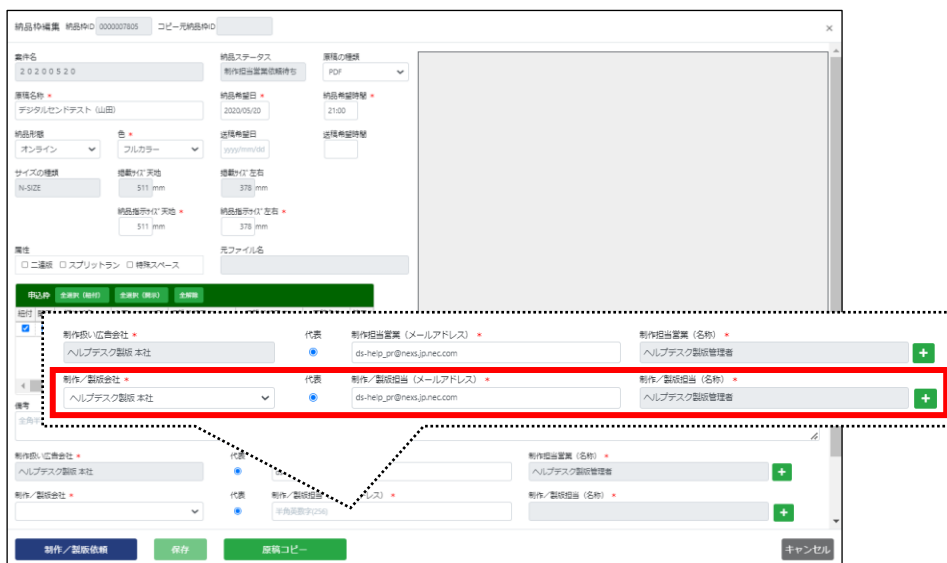 納品枠編集 納品枠ID 0000007805 コピー元納品枠ID ×
案件名 納品ステータス 原稿の種類
20200520 制作担当営業依頼待ち PDF
原稿名称 * 納品希望日 * 納品希望時間 *
デジタルセンドテスト（山田） 2020/05/20 21:00
納品形態 色 * 送稿希望日 送稿希望時間
オンライン フルカラー yyyy/mm/dd
サイズの種類 掲載ｻｲｽﾞ天地 掲載ｻｲｽﾞ左右
N-SIZE 511 mm 378 mm
納品指示ｻｲｽﾞ天地 * 納品指示ｻｲｽﾞ左右 *
511 mm 378 mm
属性 元ファイル名
二連版 スプリットラン 特殊スペース
申込枠 全選択（紐付） 全選択（開示） 全解除
紐付
制作扱い広告会社 * 代表 制作担当営業（メールアドレス） * 制作担当営業（名称） *
ヘルプデスク製版 本社 ds-help_pr@nexs.jp.nec.com ヘルプデスク製版管理者 +
制作／製版会社 * 代表 制作／製版担当（メールアドレス） * 制作／製版担当（名称） *
ヘルプデスク製版 本社 ds-help_pr@nexs.jp.nec.com ヘルプデスク製版管理者 +
備考
全角半
制作扱い広告会社 * 代表 制作担当営業（名称） *
ヘルプデスク製版 本社 ヘルプデスク製版管理者 +
制作／製版会社 * 代表 制作／製版担当 レス） * 制作／製版担当（名称） *
半角英数字(256) +
制作／製版依頼 保存 原稿コピー キャンセル